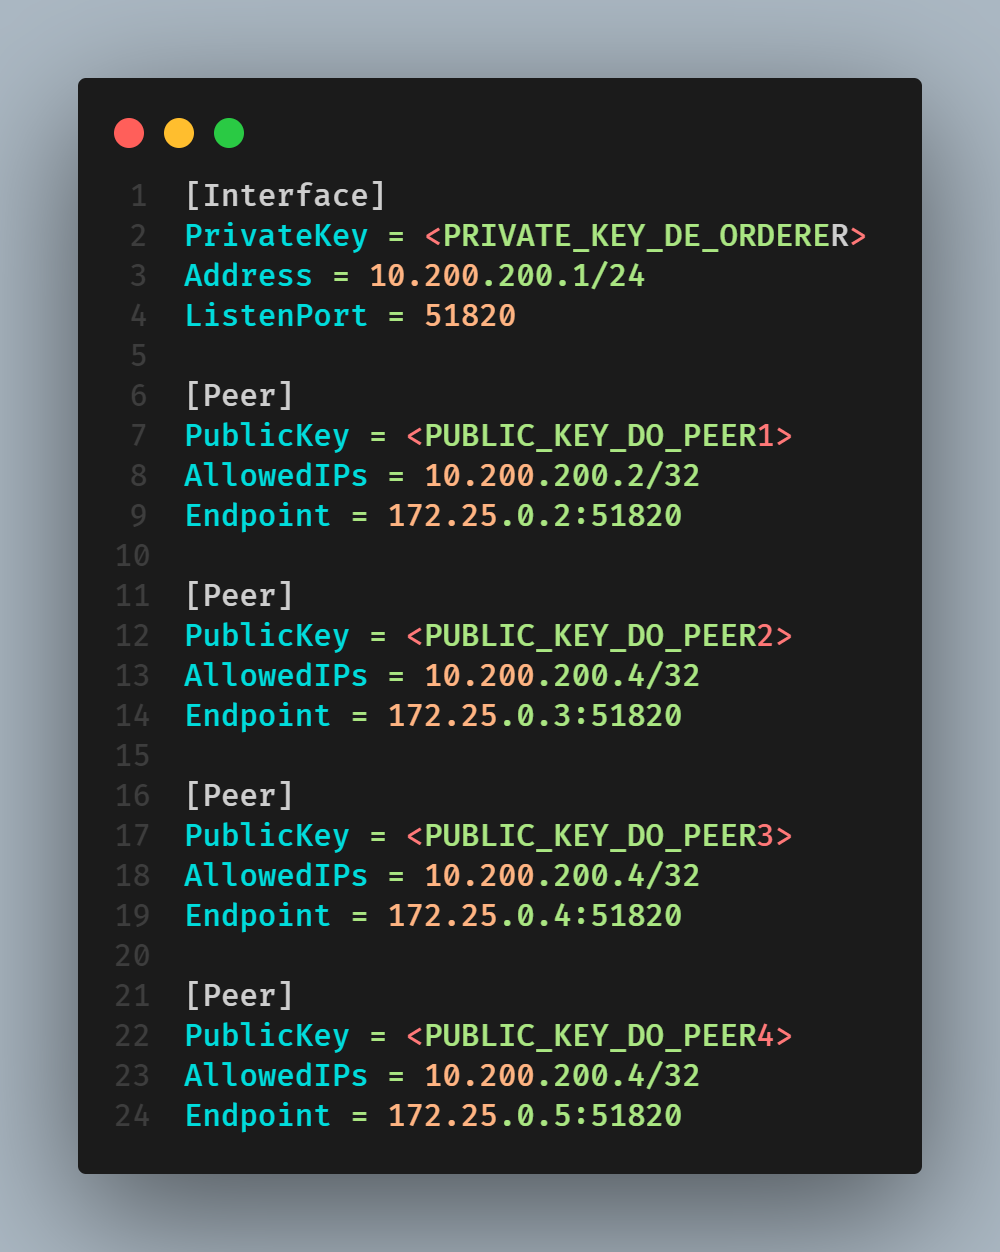 1 [Interface]
2 PrivateKey = <PRIVATE_KEY_DE_ORDERER>
3 Address = 10.200.200.1/24
4 ListenPort = 51820
5
6 [Peer]
7 PublicKey = <PUBLIC_KEY_DO_PEER1>
8 AllowedIPs = 10.200.200.2/32
9 Endpoint = 172.25.0.2:51820
10
11 [Peer]
12 PublicKey = <PUBLIC_KEY_DO_PEER2>
13 AllowedIPs = 10.200.200.4/32
14 Endpoint = 172.25.0.3:51820
15
16 [Peer]
17 PublicKey = <PUBLIC_KEY_DO_PEER3>
18 AllowedIPs = 10.200.200.4/32
19 Endpoint = 172.25.0.4:51820
20
21 [Peer]
22 PublicKey = <PUBLIC_KEY_DO_PEER4>
23 AllowedIPs = 10.200.200.4/32
24 Endpoint = 172.25.0.5:51820